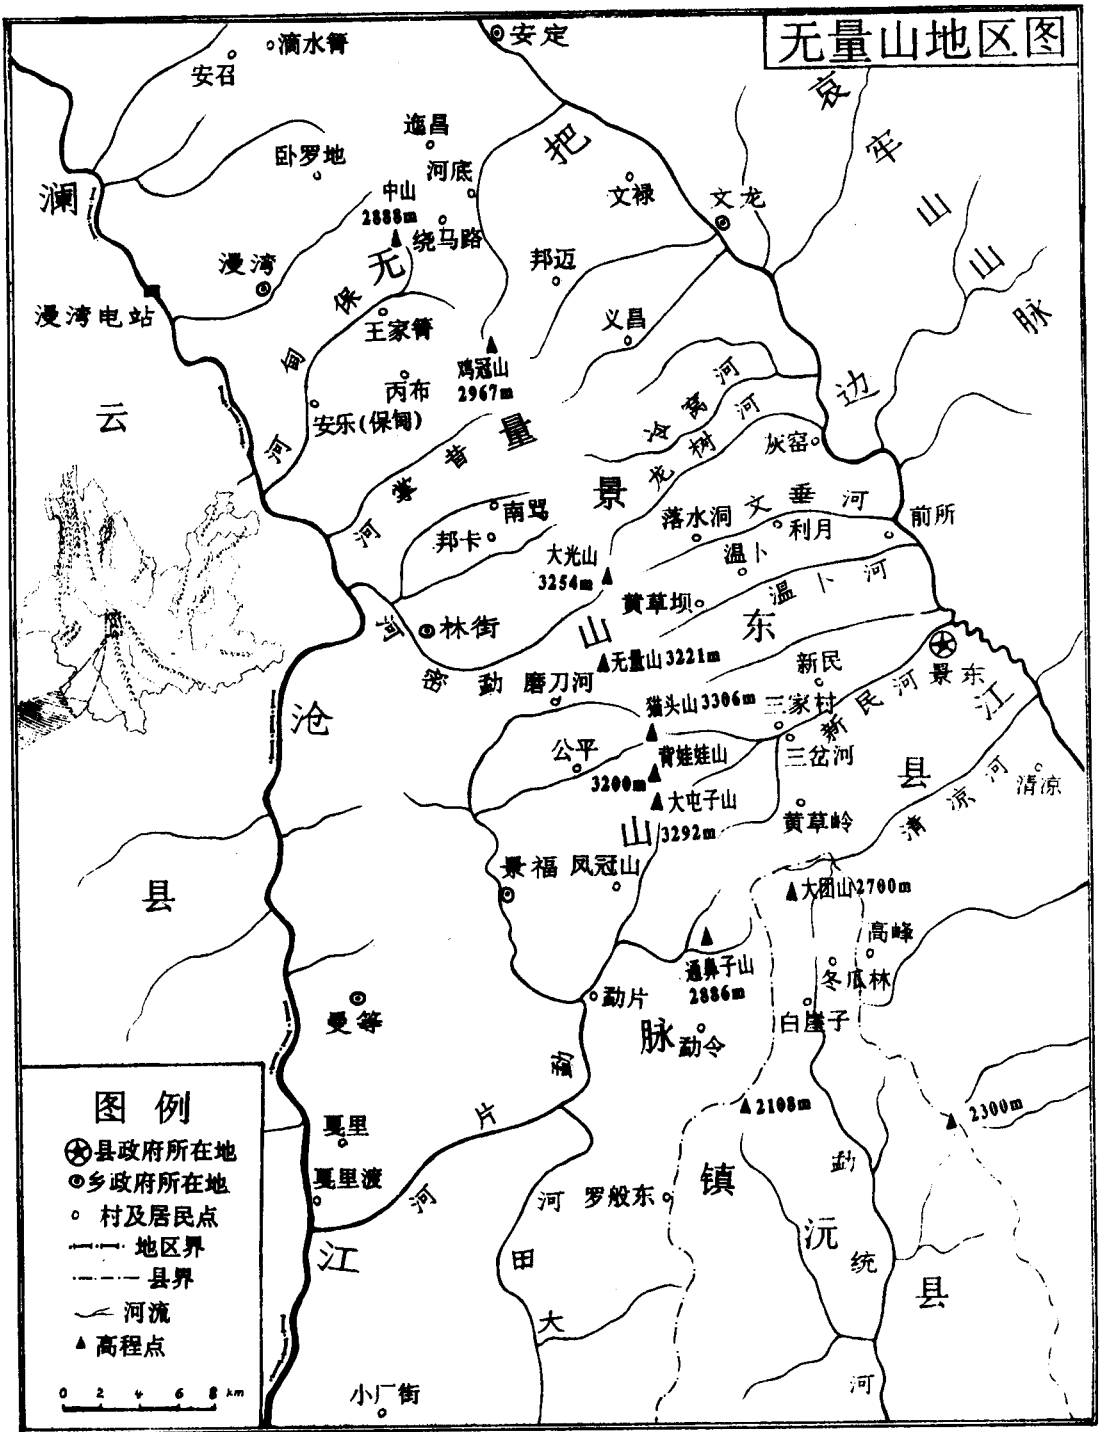 无量山地区图
安定
滴水箐
安召
哀牢山山脉
迤昌
把边江
卧罗地
河底
澜沧江
中山
2888m
文禄
文龙
绕马路
漫湾
无量山山脉
邦迈
保甸河
漫湾电站
王家箐
义昌
鸡冠山
2967m
丙布
冷窝河
云县
安乐(保甸)
龙树河
灰窑
景东县
南骂
文垂河
落水洞
利月
前所
邦卡
大光山
3254m
温卜
温卜河
黄草坝
林街
无量山3221m
勐密河
磨刀河
新民
景东
猫头山3306m
三家村
新民河
公平
背娃娃山
3200m
三岔河
大屯子山
3292m
清凉
清凉河
黄草岭
景福
凤冠山
大团山2700m
高峰
通鼻子山
2886m
冬瓜林
勐片
白崖子
曼等
勐令
勐片河
2108m
2300m
戛里
戛里渡
镇沅县
勐统河
罗般东
大田河
小厂街
图例
县政府所在地
乡政府所在地
村及居民点
地区界
县界
河流
高程点
0 2 4 6 8 km